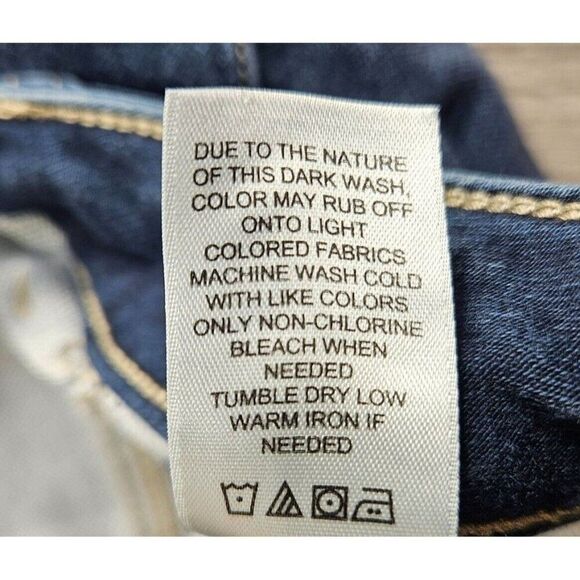 DUE TO THE NATURE
OF THIS DARK WASH,
COLOR MAY RUB OFF
ONTO LIGHT
COLORED FABRICS
MACHINE WASH COLD
WITH LIKE COLORS
ONLY NON-CHLORINE
BLEACH WHEN
NEEDED
TUMBLE DRY LOW
WARM IRON IF
NEEDED